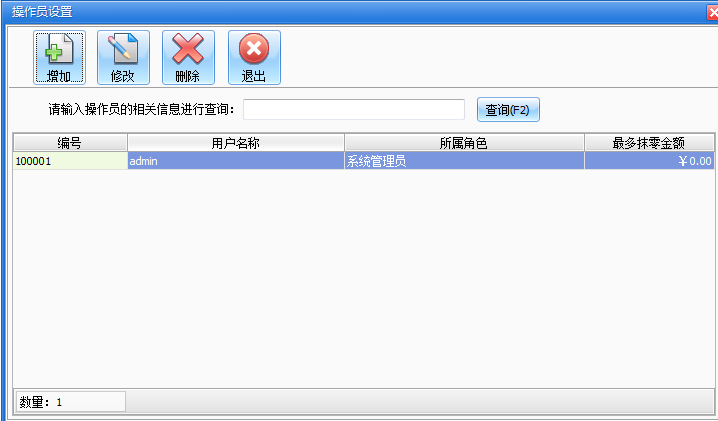 操作员设置
增加 修改 删除 退出
请输入操作员的相关信息进行查询： 查询(F2)
编号 用户名称 所属角色 最多抹零金额
100001 admin 系统管理员 ￥0.00
数量：1